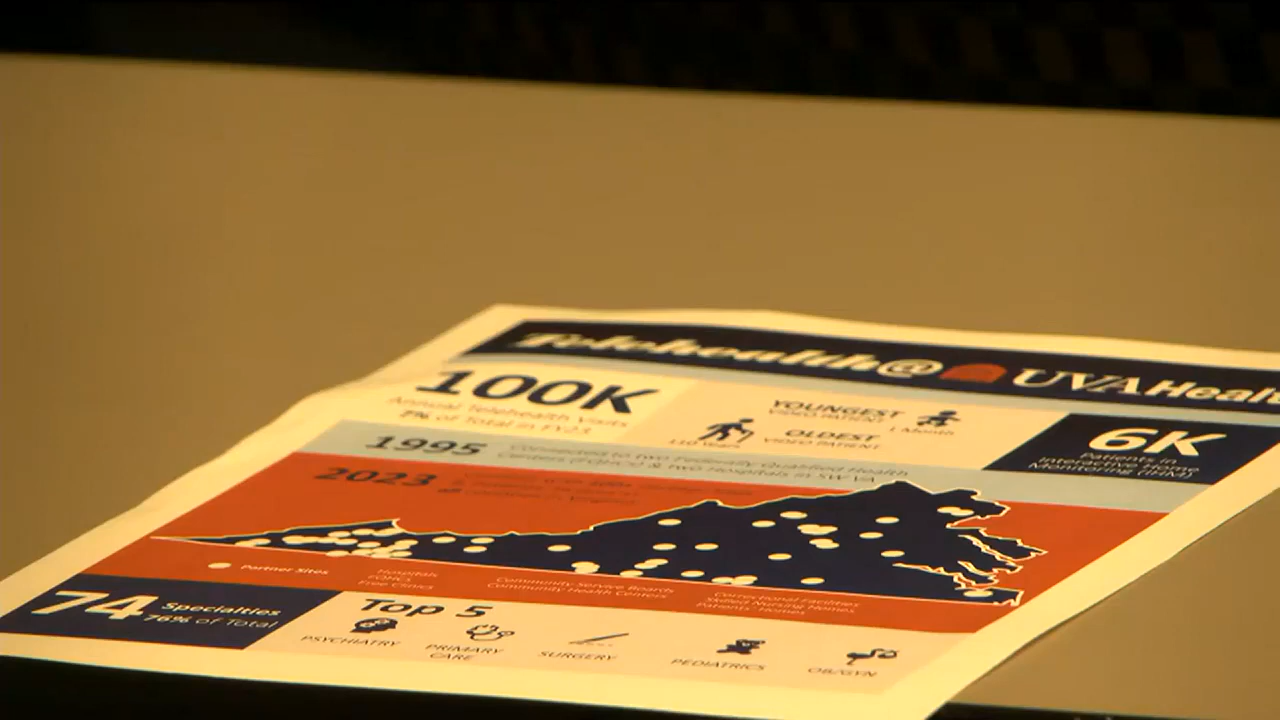 Telehealth@ UVAHealt
100K
Annual Telehealth Visits
7% of Total in FY23
YOUNGEST
VIDEO PATIENT
1 Month
110 Years
OLDEST
VIDEO PATIENT
6K
Patients in
Interactive Home
Monitoring (IHM)
1995
Connected to two Federally Qualified Health
Centers (FQHCs) & two Hospitals in SW VA
2023
Partner Sites
Hospitals
FQHCs
Free Clinics
Community Service Boards
Community Health Centers
Correctional Facilities
Skilled Nursing Homes
Patients' Homes
74 Specialties
76% of Total
Top 5
PSYCHIATRY
PRIMARY
CARE
SURGERY
PEDIATRICS
OB/GYN